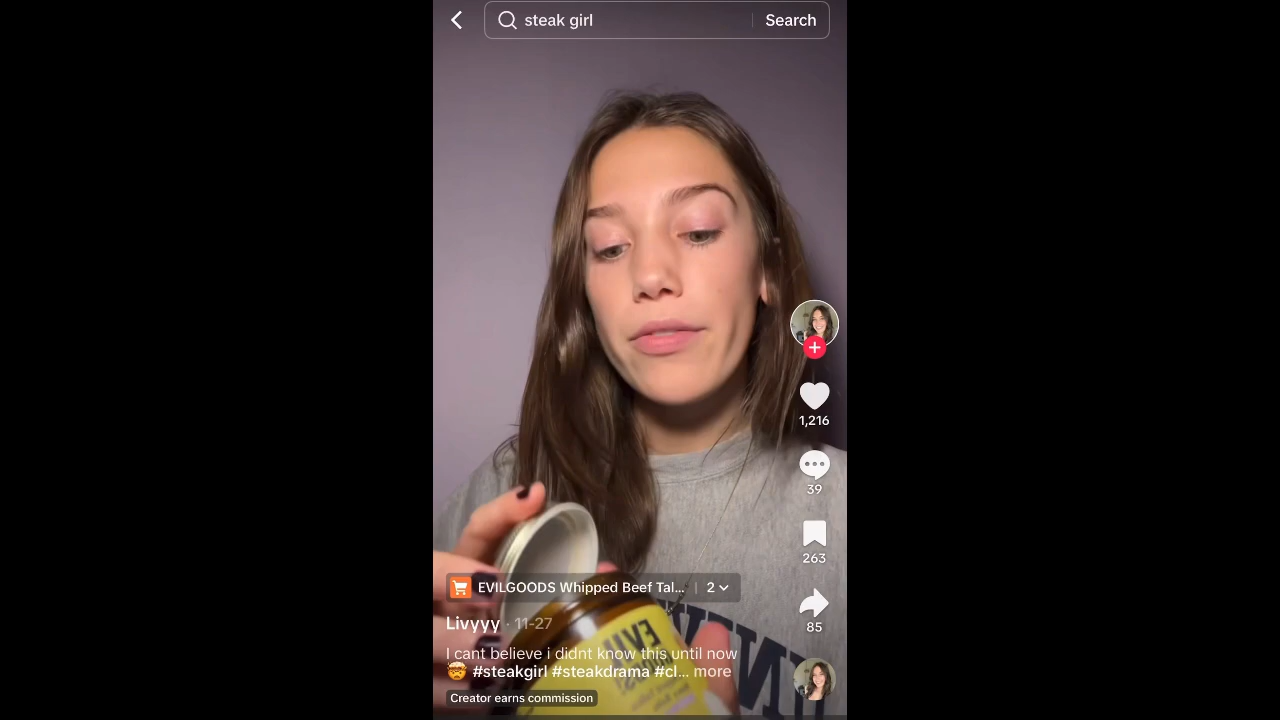 steak girl
Search
1,216
39
263
EVILGOODS Whipped Beef Tal... | 2
85
Livyyy · 11-27
I cant believe i didnt know this until now
🤯 #steakgirl #steakdrama #cl... more
Creator earns commission